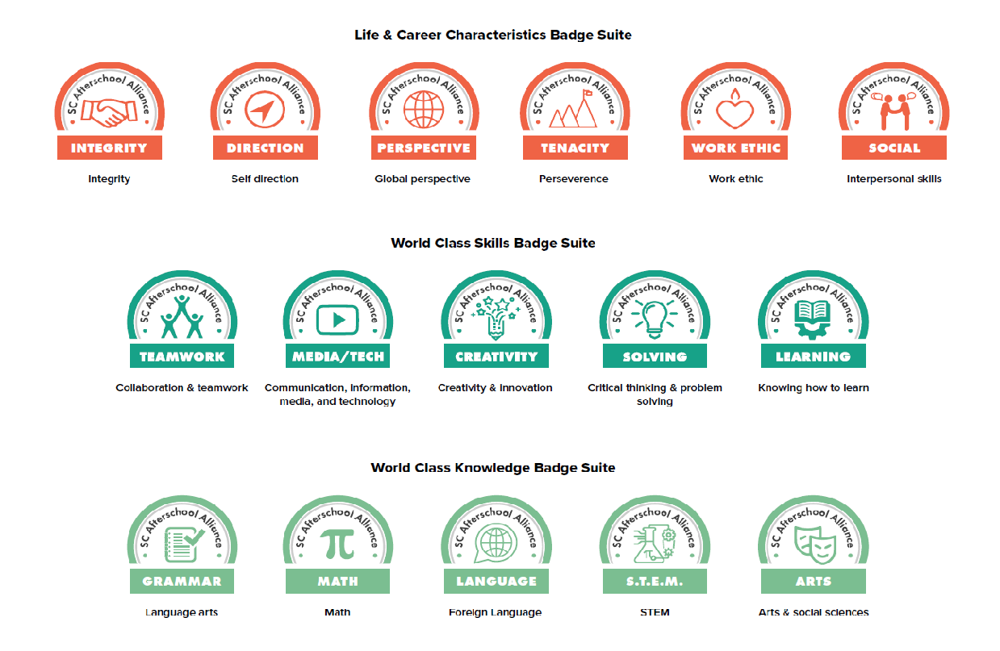 Life & Career Characteristics Badge Suite
SC Afterschool Alliance
SC Afterschool Alliance
SC Afterschool Alliance
SC Afterschool Alliance
SC Afterschool Alliance
SC Afterschool Alliance
INTEGRITY
DIRECTION
PERSPECTIVE
TENACITY
WORK ETHIC
SOCIAL
Integrity
Self direction
Global perspective
Perseverence
Work ethic
Interpersonal skills
World Class Skills Badge Suite
SC Afterschool Alliance
SC Afterschool Alliance
SC Afterschool Alliance
SC Afterschool Alliance
SC Afterschool Alliance
TEAMWORK
MEDIA/TECH
CREATIVITY
SOLVING
LEARNING
Collaboration & teamwork
Communication, information,
media, and technology
Creativity & innovation
Critical thinking & problem
solving
Knowing how to learn
World Class Knowledge Badge Suite
SC Afterschool Alliance
SC Afterschool Alliance
SC Afterschool Alliance
SC Afterschool Alliance
SC Afterschool Alliance
π
π
GRAMMAR
MATH
LANGUAGE
S.T.E.M.
ARTS
Language arts
Math
Foreign Language
STEM
Arts & social sciences